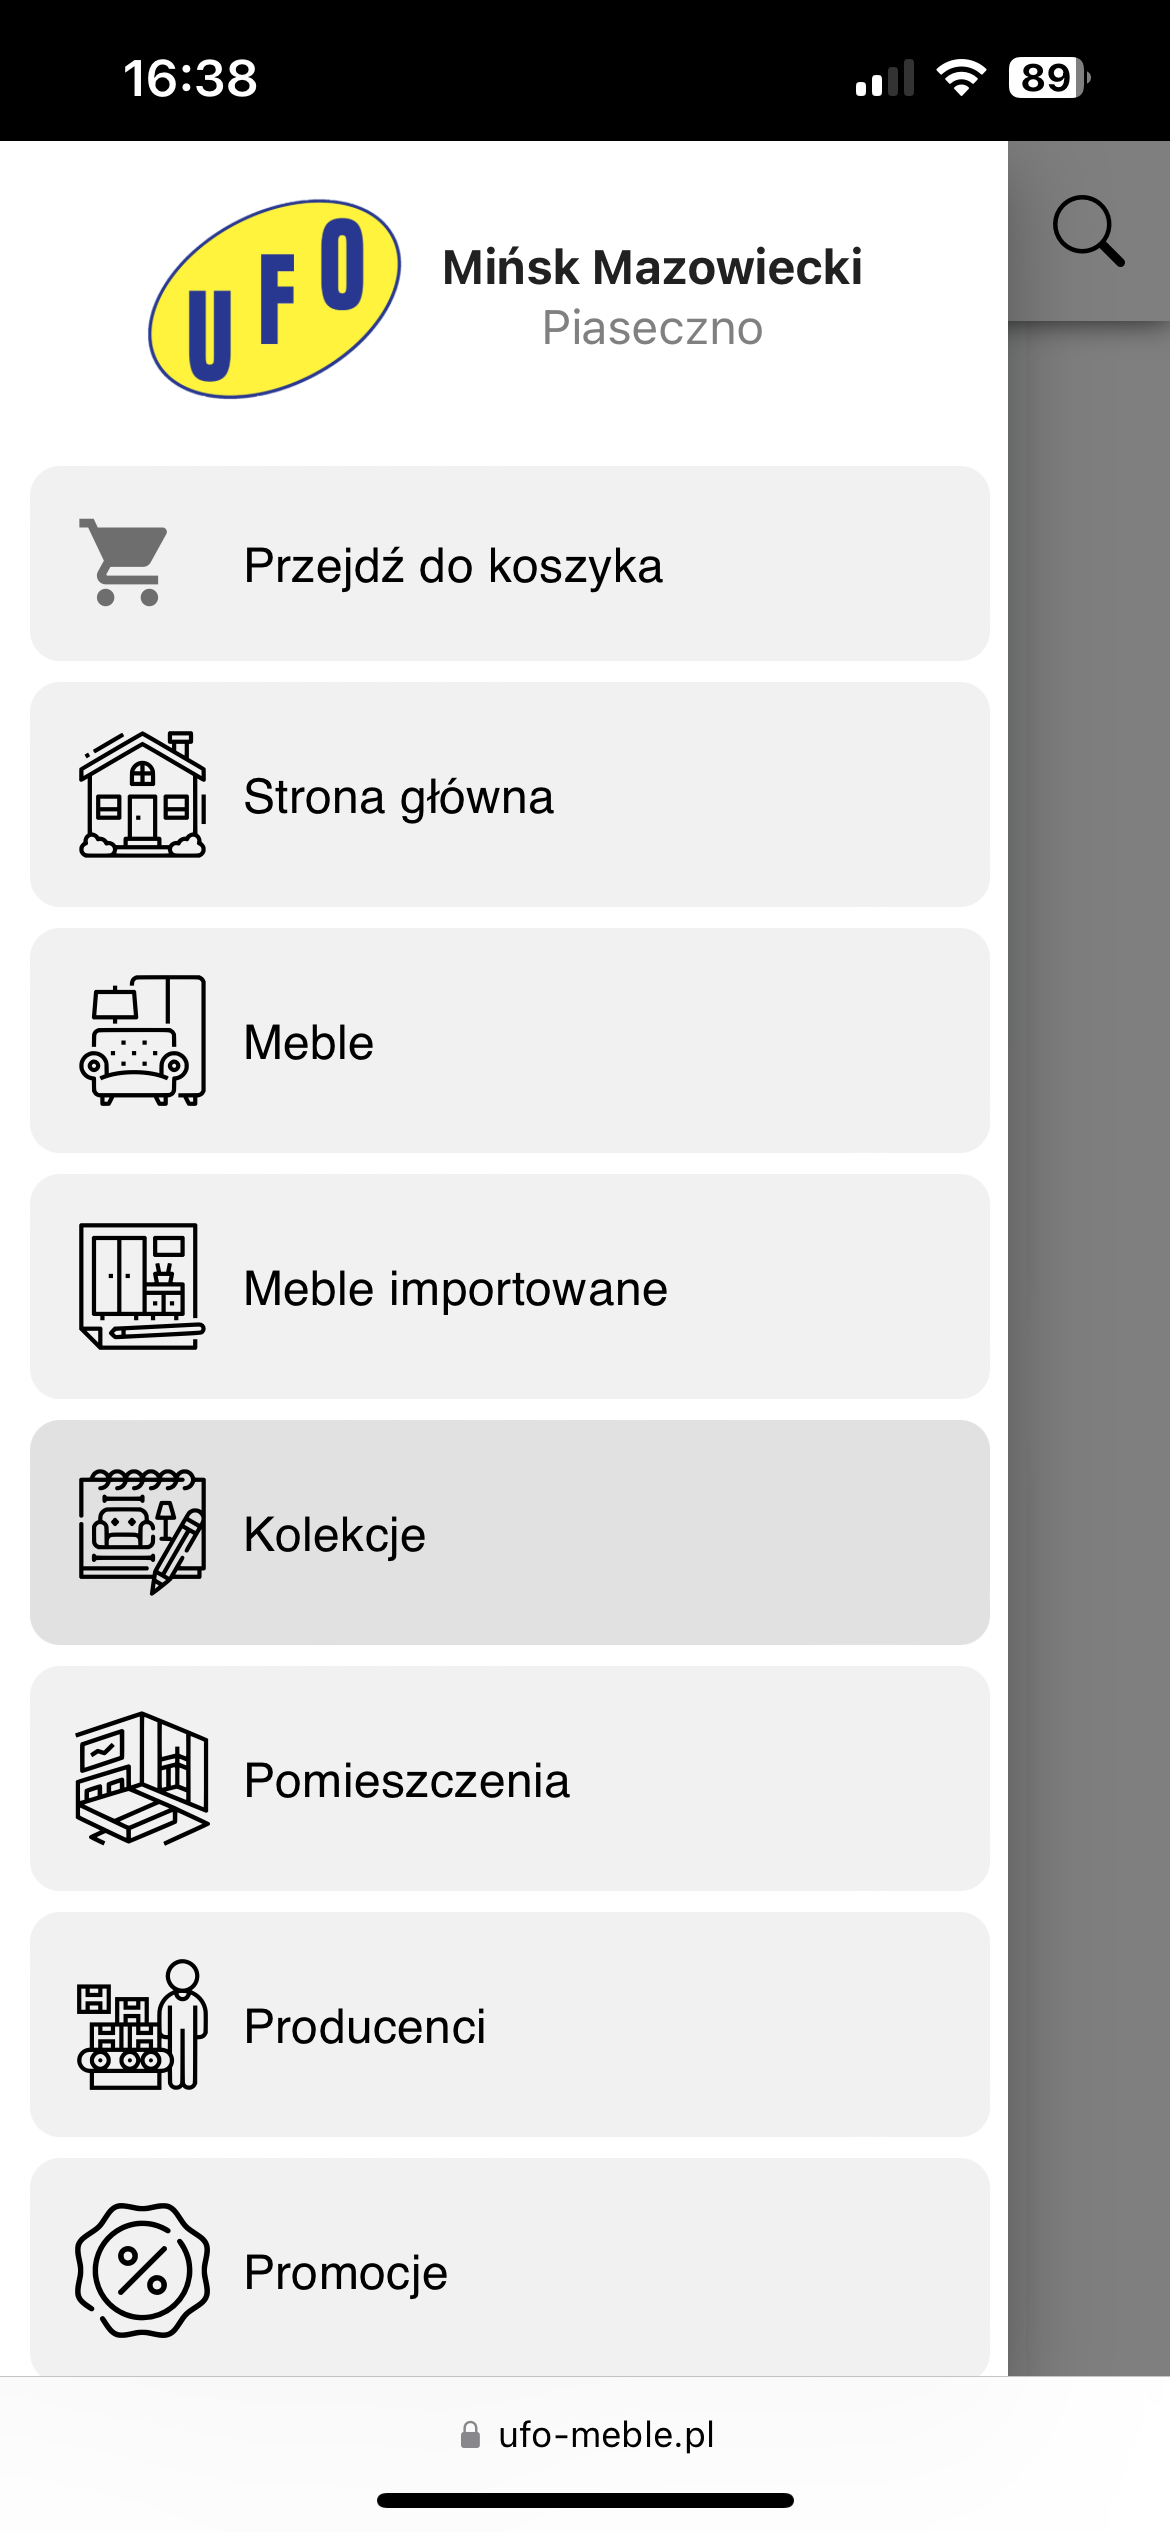 16:38
89
UFO
Mińsk Mazowiecki
Piaseczno
Przejdź do koszyka
Strona główna
Meble
Meble importowane
Kolekcje
Pomieszczenia
Producenci
%
Promocje
ufo-meble.pl